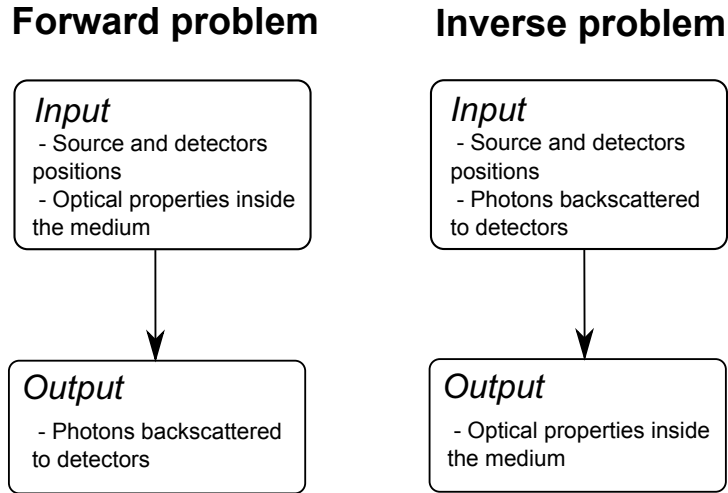 Forward problem
Input
- Source and detectors
positions
- Optical properties inside
the medium
Output
- Photons backscattered
to detectors
Inverse problem
Input
- Source and detectors
positions
- Photons backscattered
to detectors
Output
- Optical properties inside
the medium